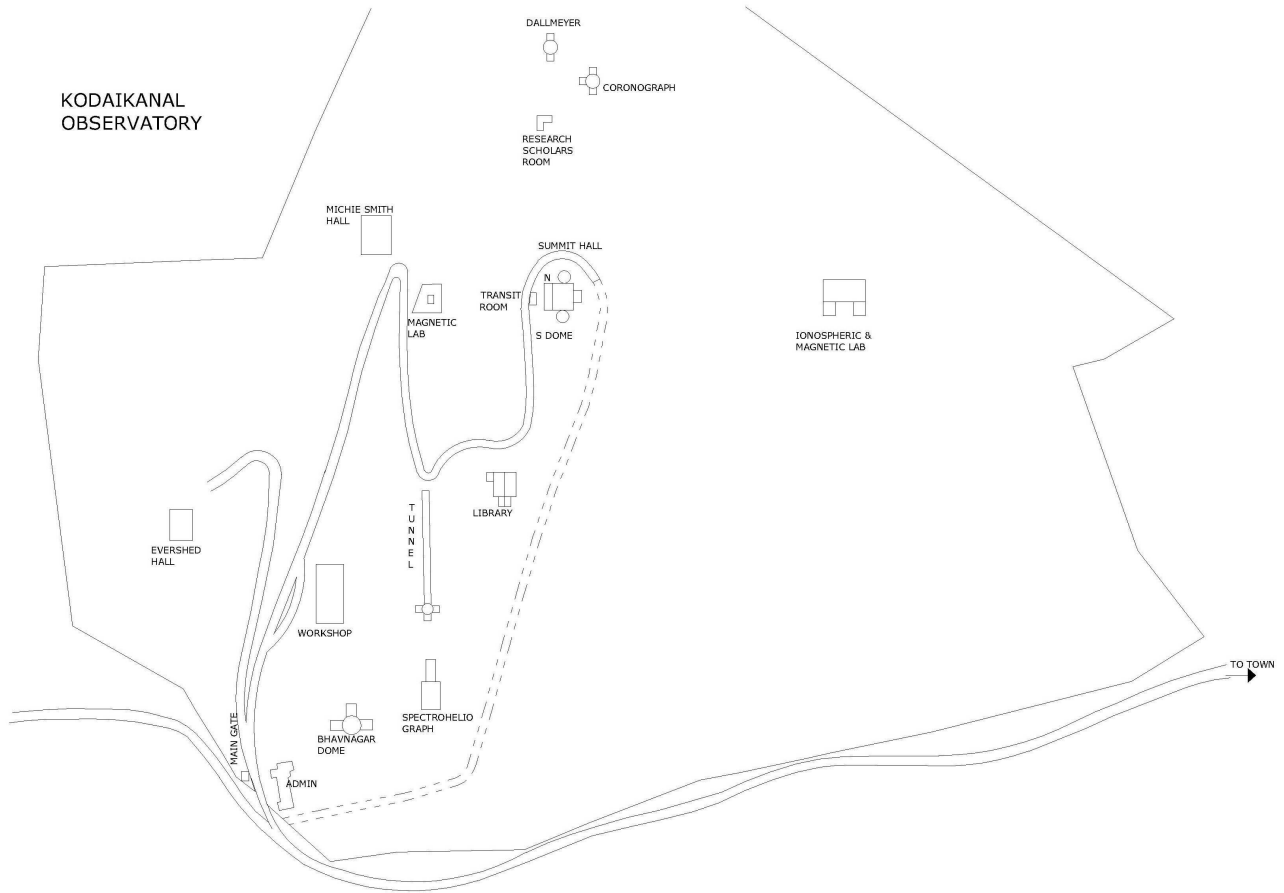 DALLMEYER
KODAIKANAL
OBSERVATORY
CORONOGRAPH
RESEARCH
SCHOLARS
ROOM
MICHIE SMITH
HALL
SUMMIT HALL
N
TRANSIT
ROOM
S DOME
MAGNETIC
LAB
IONOSPHERIC &
MAGNETIC LAB
TUNNEL
LIBRARY
EVERSHED
HALL
WORKSHOP
TO TOWN
SPECTROHELIO
GRAPH
MAIN GATE
BHAVNAGAR
DOME
ADMIN